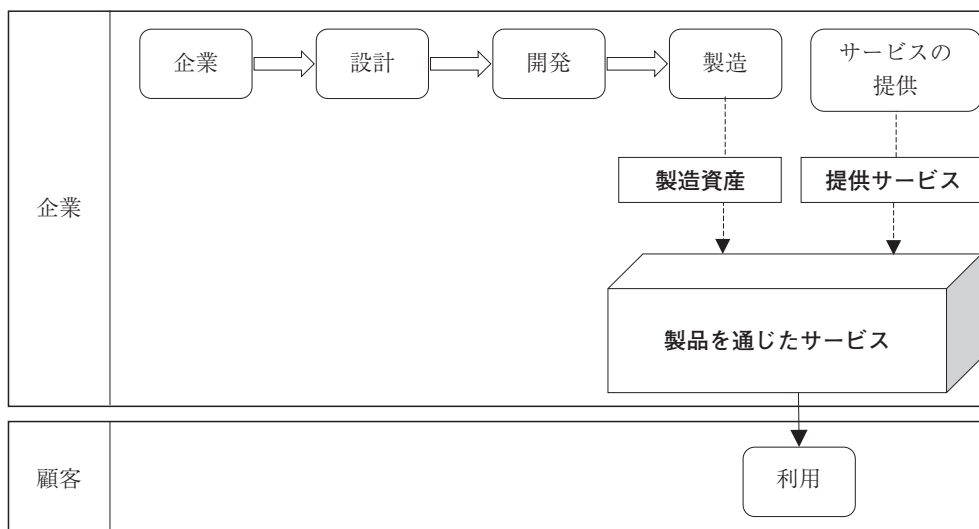 企業
設計
開発
製造
サービスの
提供
製造資産
提供サービス
企業
製品を通じたサービス
顧客
利用